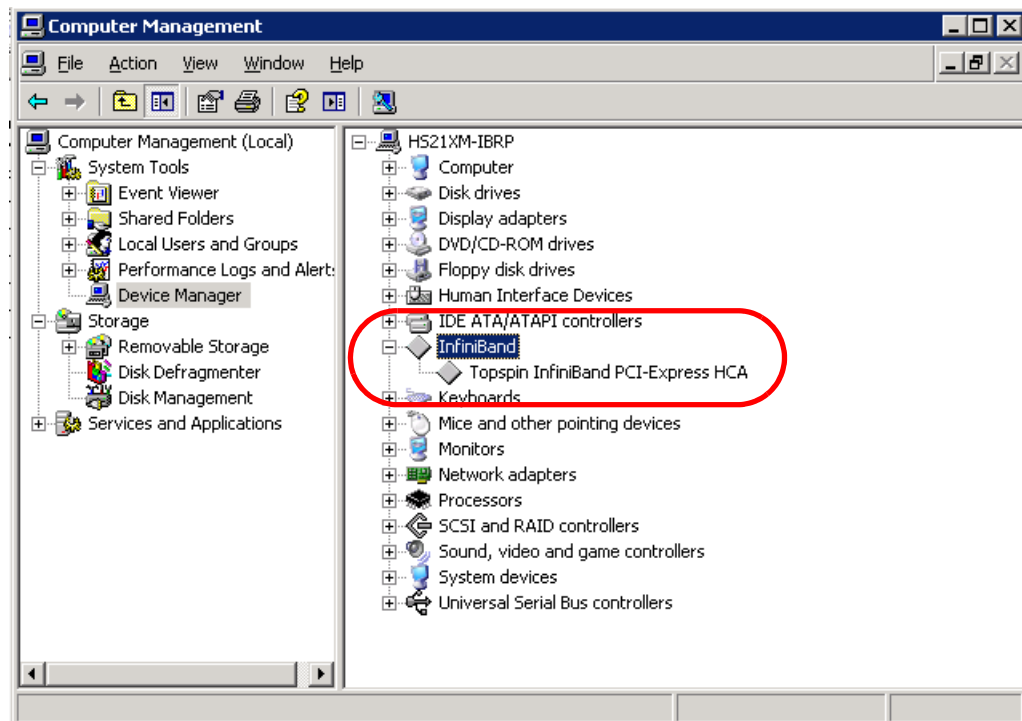 Computer Management
File Action View Window Help
Computer Management (Local)
System Tools
Event Viewer
Shared Folders
Local Users and Groups
Performance Logs and Alert:
Device Manager
Storage
Removable Storage
Disk Defragmenter
Disk Management
Services and Applications
HS21XM-IBRP
Computer
Disk drives
Display adapters
DVD/CD-ROM drives
Floppy disk drives
Human Interface Devices
IDE ATA/ATAPI controllers
InfiniBand
Topspin InfiniBand PCI-Express HCA
Keyboards
Mice and other pointing devices
Monitors
Network adapters
Processors
SCSI and RAID controllers
Sound, video and game controllers
System devices
Universal Serial Bus controllers